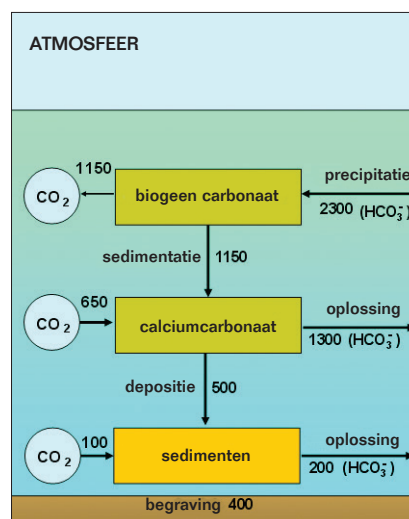 ATMOSFEER
1150
precipitatie
CO2
biogeen carbonaat
2300 (HCO3-)
sedimentatie 1150
650
oplossing
CO2
calciumcarbonaat
1300 (HCO3-)
depositie 500
100
oplossing
CO2
sedimenten
200 (HCO3-)
begraving 400